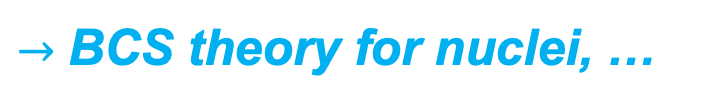 → BCS theory for nuclei, …